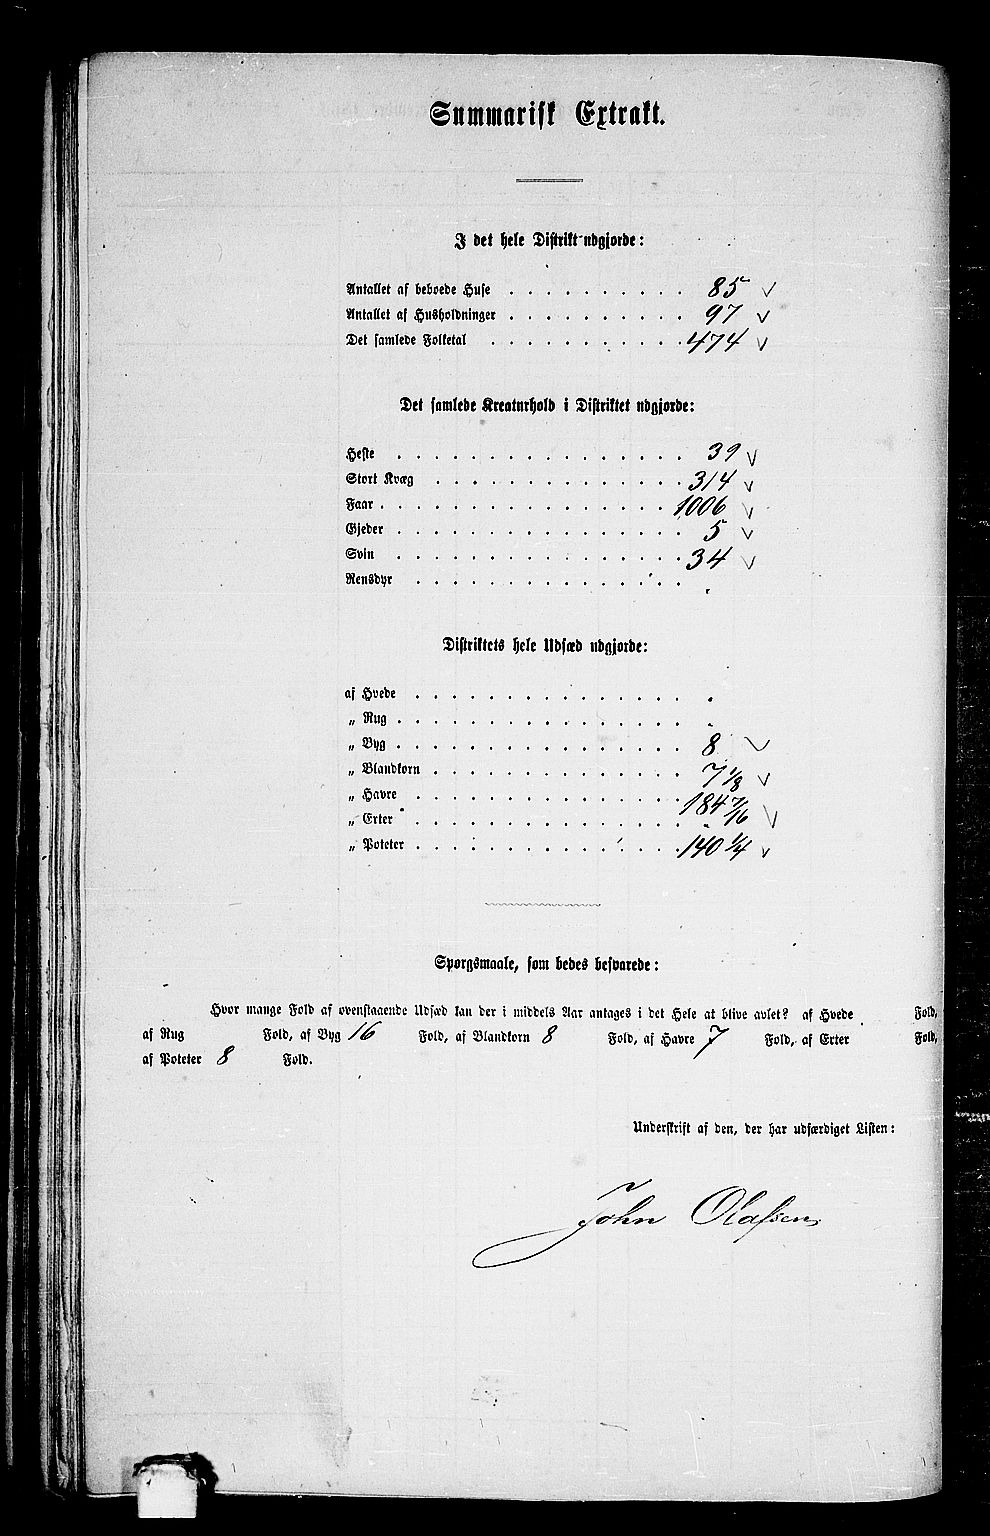 Summarisk Extrakt.
I det hele Distrikt udgjorde:
Antallet af beboede Huse . . . . . . . . . . 85
Antallet af Husholdninger . . . . . . . . . . 97
Det samlede Folketal . . . . . . . . . . . 474
Det samlede Kreaturhold i Distriktet udgjorde:
Heste . . . . . . . . . . . . . . . . 39
Stort Kvæg . . . . . . . . . . . . . . 314
Faar . . . . . . . . . . . . . . . . . 1006
Gjeder . . . . . . . . . . . . . . . . 5
Svin . . . . . . . . . . . . . . . . 34
Rensdyr . . . . . . . . . . . . . . . .
Distriktets hele Udsæd udgjorde:
af Hvede . . . . . . . . . . . . . . . .
„ Rug . . . . . . . . . . . . . . . . .
„ Byg . . . . . . . . . . . . . . . . 8
„ Blandkorn . . . . . . . . . . . . . . 7 1/8
„ Havre . . . . . . . . . . . . . . . 184 7/16
„ Erter . . . . . . . . . . . . . . . .
„ Poteter . . . . . . . . . . . . . . . 140 1/4
Spørgsmaale, som bedes besvarede:
Hvor mange Fold af ovenstaaende Udsæd kan der i middels Aar antages i det Hele at blive avlet? af Hvede . Fold,
af Rug Fold, af Byg 16 Fold, af Blandkorn 8 Fold, af Havre 7 Fold, af Erter Fold,
af Poteter 8 Fold.
Underskrift af den, der har udfærdiget Listen:
John Olafsen